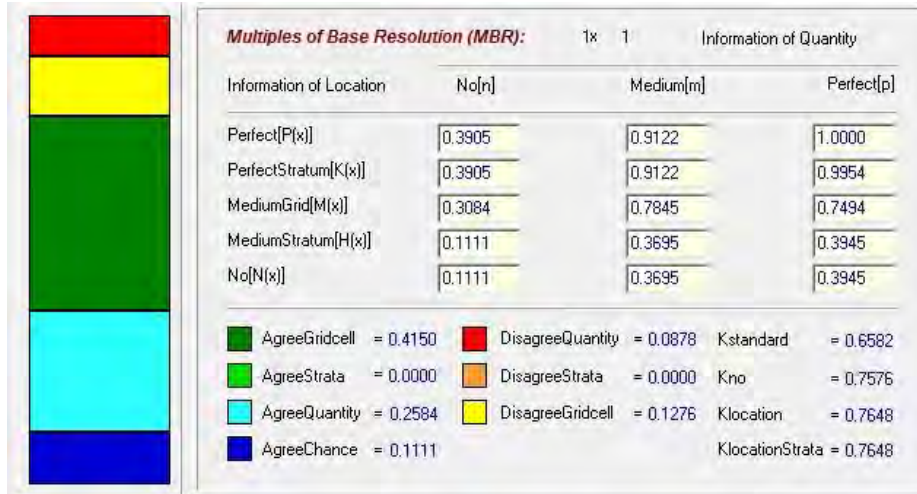 Multiples of Base Resolution (MBR): 1x 1 Information of Quantity
Information of Location No[n] Medium[m] Perfect[p]
Perfect[P(x)] 0.3905 0.9122 1.0000
PerfectStratum[K(x)] 0.3905 0.9122 0.9954
MediumGrid[M(x)] 0.3084 0.7845 0.7494
MediumStratum[H(x)] 0.1111 0.3695 0.3945
No[N(x)] 0.1111 0.3695 0.3945
AgreeGridcell = 0.4150 DisagreeQuantity = 0.0878 Kstandard = 0.6582
AgreeStrata = 0.0000 DisagreeStrata = 0.0000 Kno = 0.7576
AgreeQuantity = 0.2584 DisagreeGridcell = 0.1276 Klocation = 0.7648
AgreeChance = 0.1111 KlocationStrata = 0.7648